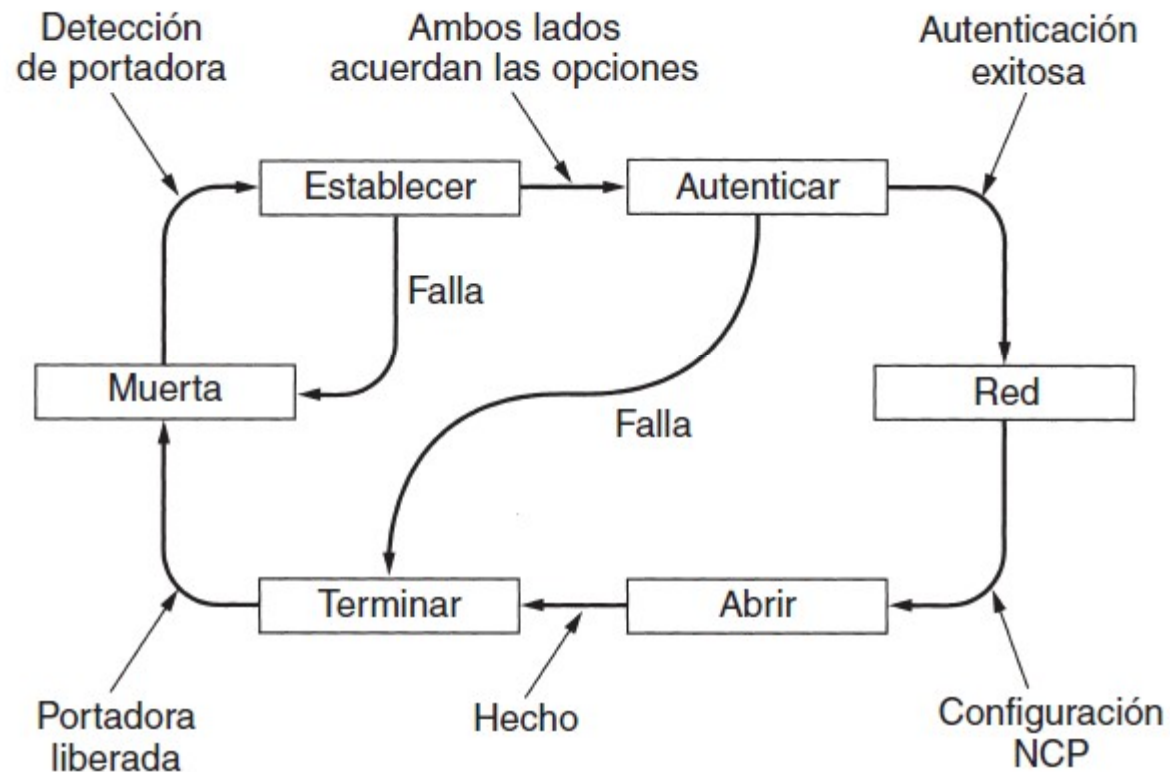 Detección
de portadora
Ambos lados
acuerdan las opciones
Autenticación
exitosa
Establecer
Autenticar
Falla
Muerta
Red
Falla
Terminar
Abrir
Portadora
liberada
Hecho
Configuración
NCP